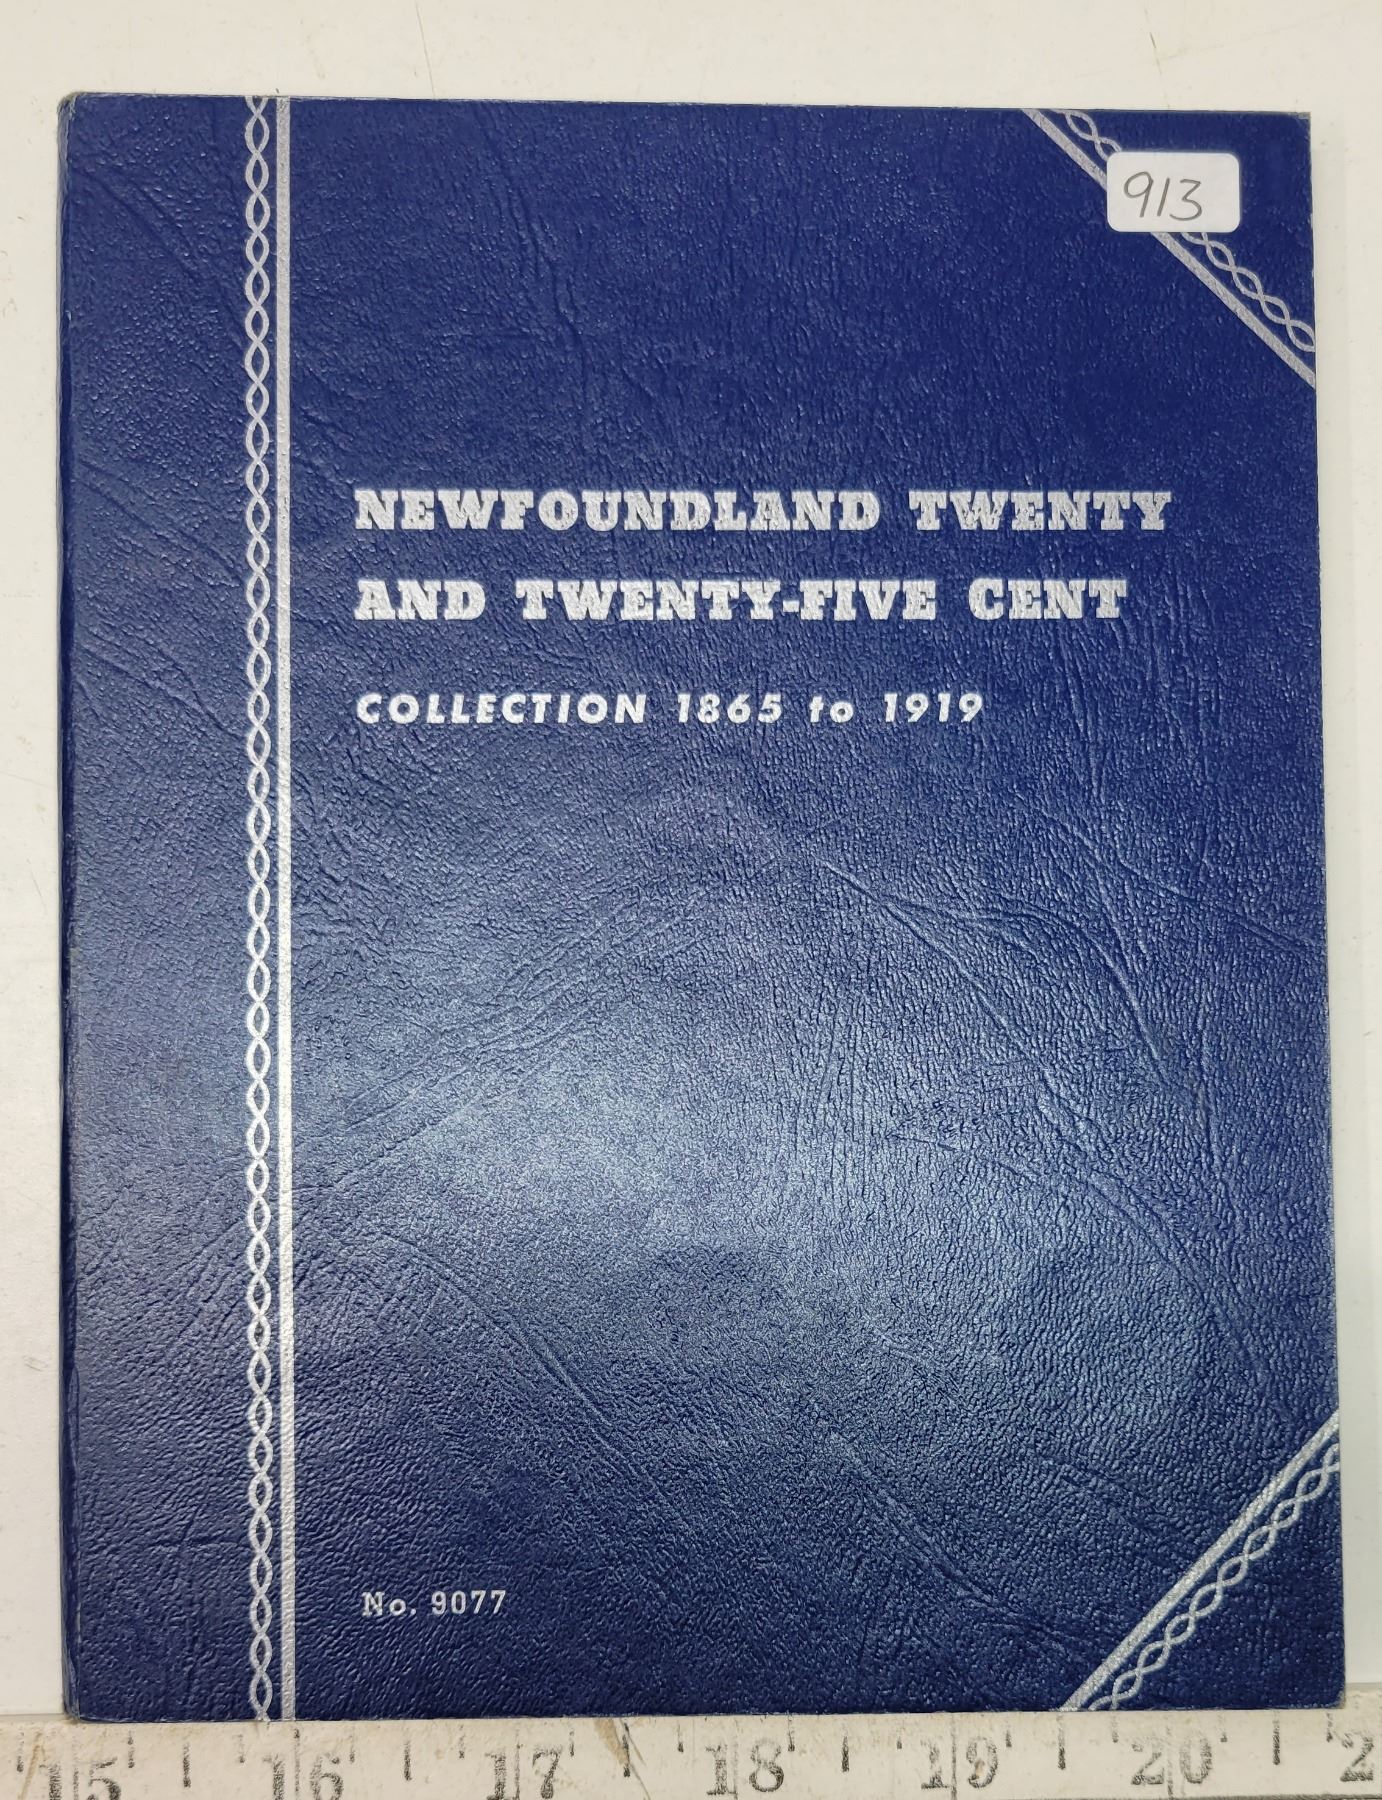 913
NEWFOUNDLAND TWENTY
AND TWENTY-FIVE CENT
COLLECTION 1865 to 1919
No. 9077
15 16 17 18 19 20 2